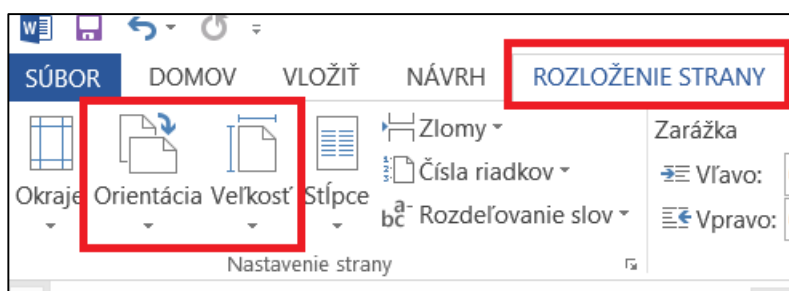 SÚBOR DOMOV VLOŽIŤ NÁVRH ROZLOŽENIE STRANY
Okraje Orientácia Veľkosť Stĺpce
Zlomy
Čísla riadkov
Rozdeľovanie slov
Nastavenie strany
Zarážka
Vľavo:
Vpravo: